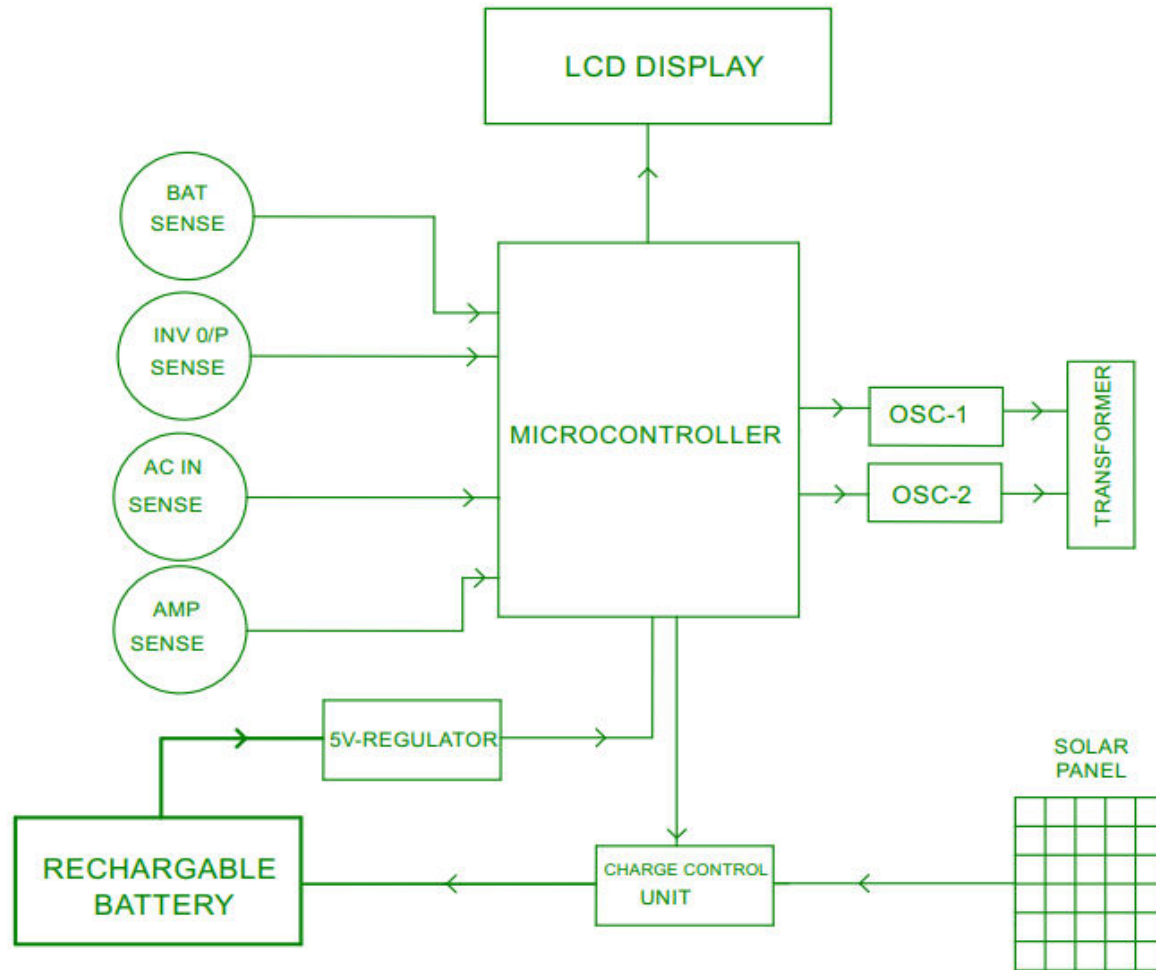 LCD DISPLAY
BAT
SENSE
INV 0/P
SENSE
AC IN
SENSE
AMP
SENSE
MICROCONTROLLER
OSC-1
OSC-2
TRANSFORMER
5V-REGULATOR
SOLAR
PANEL
RECHARGABLE
BATTERY
CHARGE CONTROL
UNIT